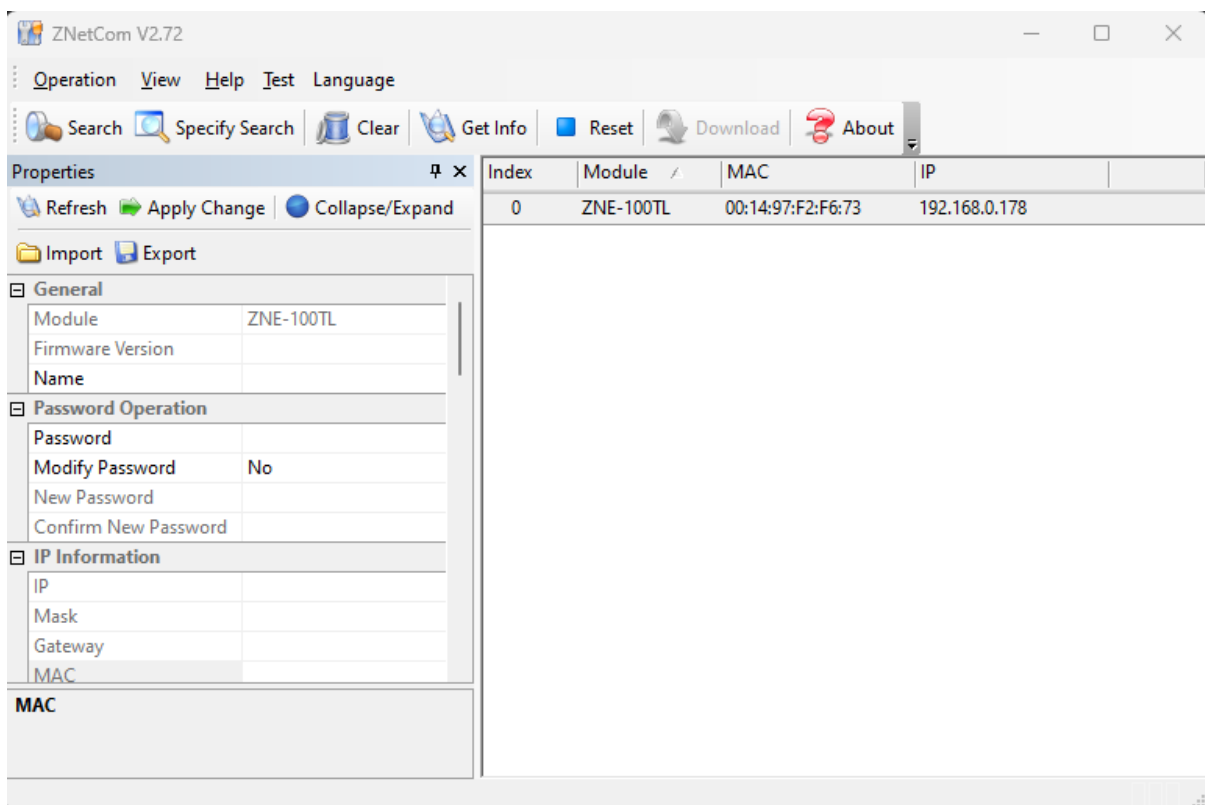 ZNetCom V2.72
Operation View Help Test Language
Search Specify Search Clear Get Info Reset Download About
Properties
Refresh Apply Change Collapse/Expand
Import Export
General
Module ZNE-100TL
Firmware Version
Name
Password Operation
Password
Modify Password No
New Password
Confirm New Password
IP Information
IP
Mask
Gateway
MAC
MAC
Index Module MAC IP
0 ZNE-100TL 00:14:97:F2:F6:73 192.168.0.178